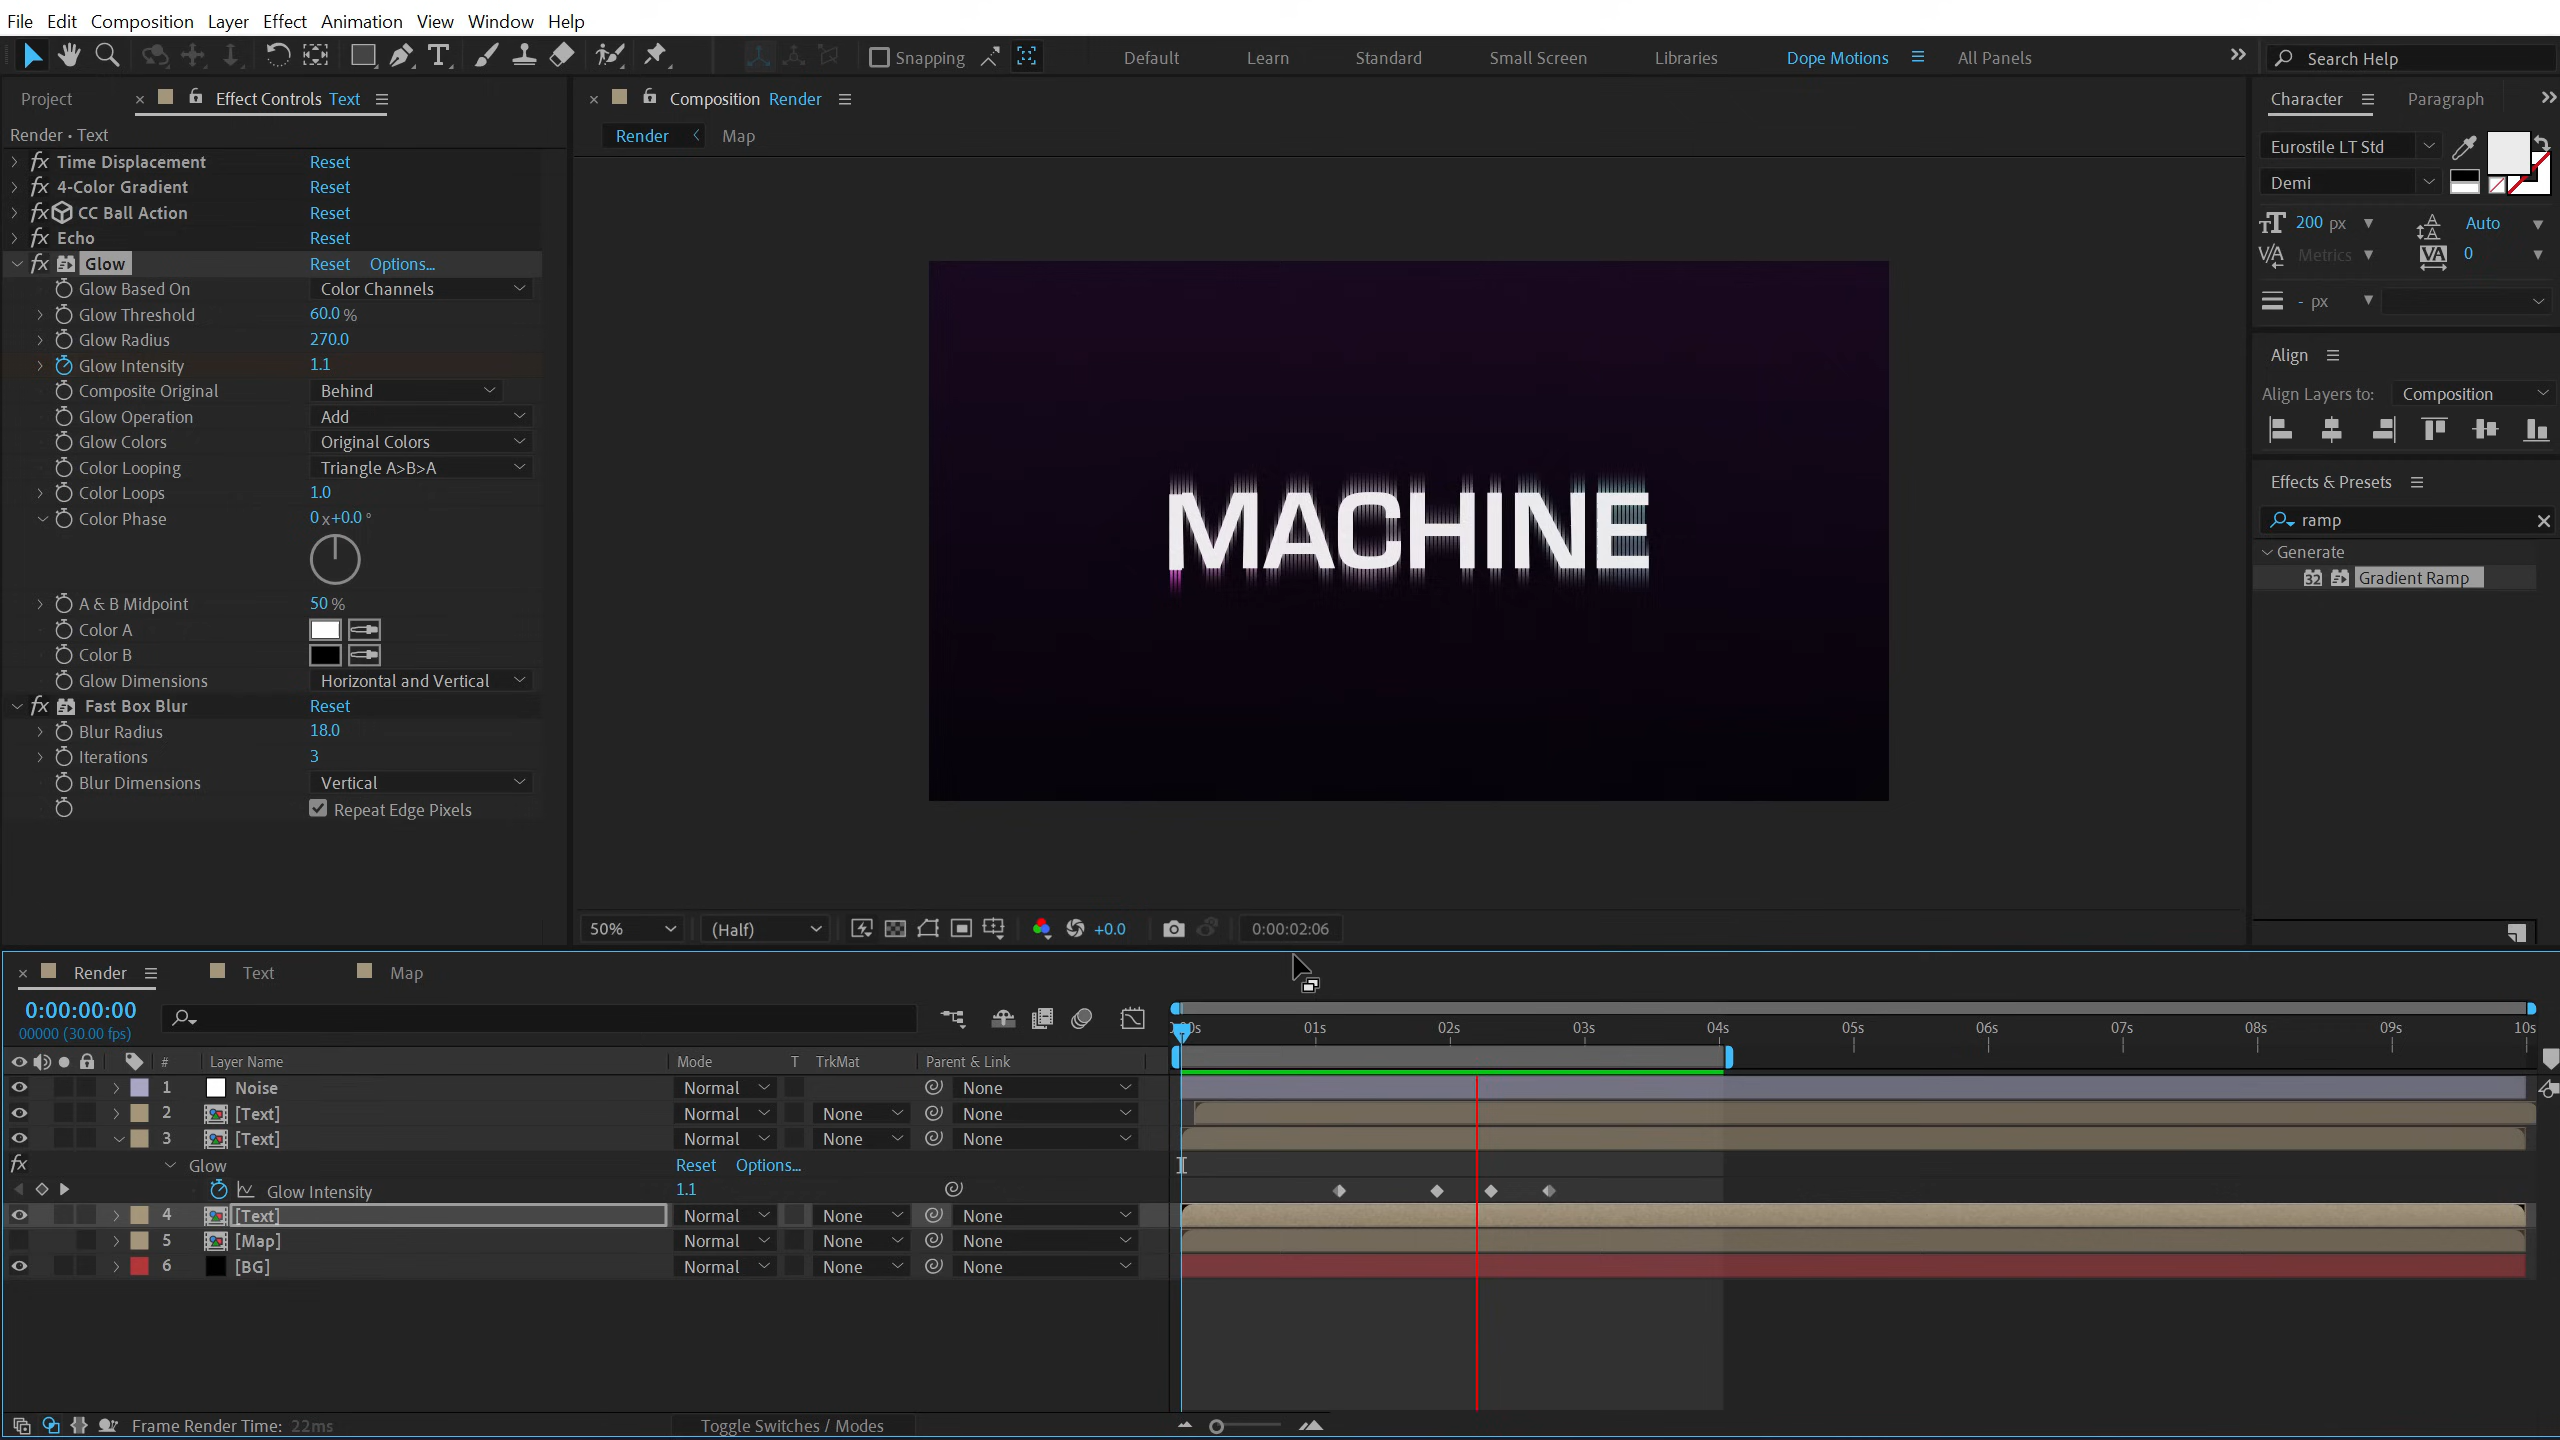 File Edit Composition Layer Effect Animation View Window Help
Snapping Default Learn Standard Small Screen Libraries Dope Motions All Panels Search Help
Project Effect Controls Text
Composition Render
Character Paragraph
Render • Text
Render Map
Eurostile LT Std
Demi
200 px Auto
Metrics 0
- px
Time Displacement Reset
4-Color Gradient Reset
CC Ball Action Reset
Echo Reset
Glow Reset Options...
Glow Based On Color Channels
Glow Threshold 60.0 %
Glow Radius 270.0
Glow Intensity 1.1
Composite Original Behind
Glow Operation Add
Glow Colors Original Colors
Color Looping Triangle A>B>A
Color Loops 1.0
Color Phase 0 x+0.0 °
A & B Midpoint 50 %
Color A
Color B
Glow Dimensions Horizontal and Vertical
Fast Box Blur Reset
Blur Radius 18.0
Iterations 3
Blur Dimensions Vertical
Repeat Edge Pixels
MACHINE
Align
Align Layers to: Composition
Effects & Presets
ramp
Generate
32 Gradient Ramp
50% (Half) +0.0 0:00:02:06
Render Text Map
0:00:00:00
00000 (30.00 fps)
01s 02s 03s 04s 05s 06s 07s 08s 09s 10s
# Layer Name Mode T TrkMat Parent & Link
1 Noise Normal None
2 [Text] Normal None None
3 [Text] Normal None None
Glow Reset Options...
Glow Intensity 1.1
4 [Text] Normal None None
5 [Map] Normal None None
6 [BG] Normal None None
Frame Render Time: 22ms Toggle Switches / Modes